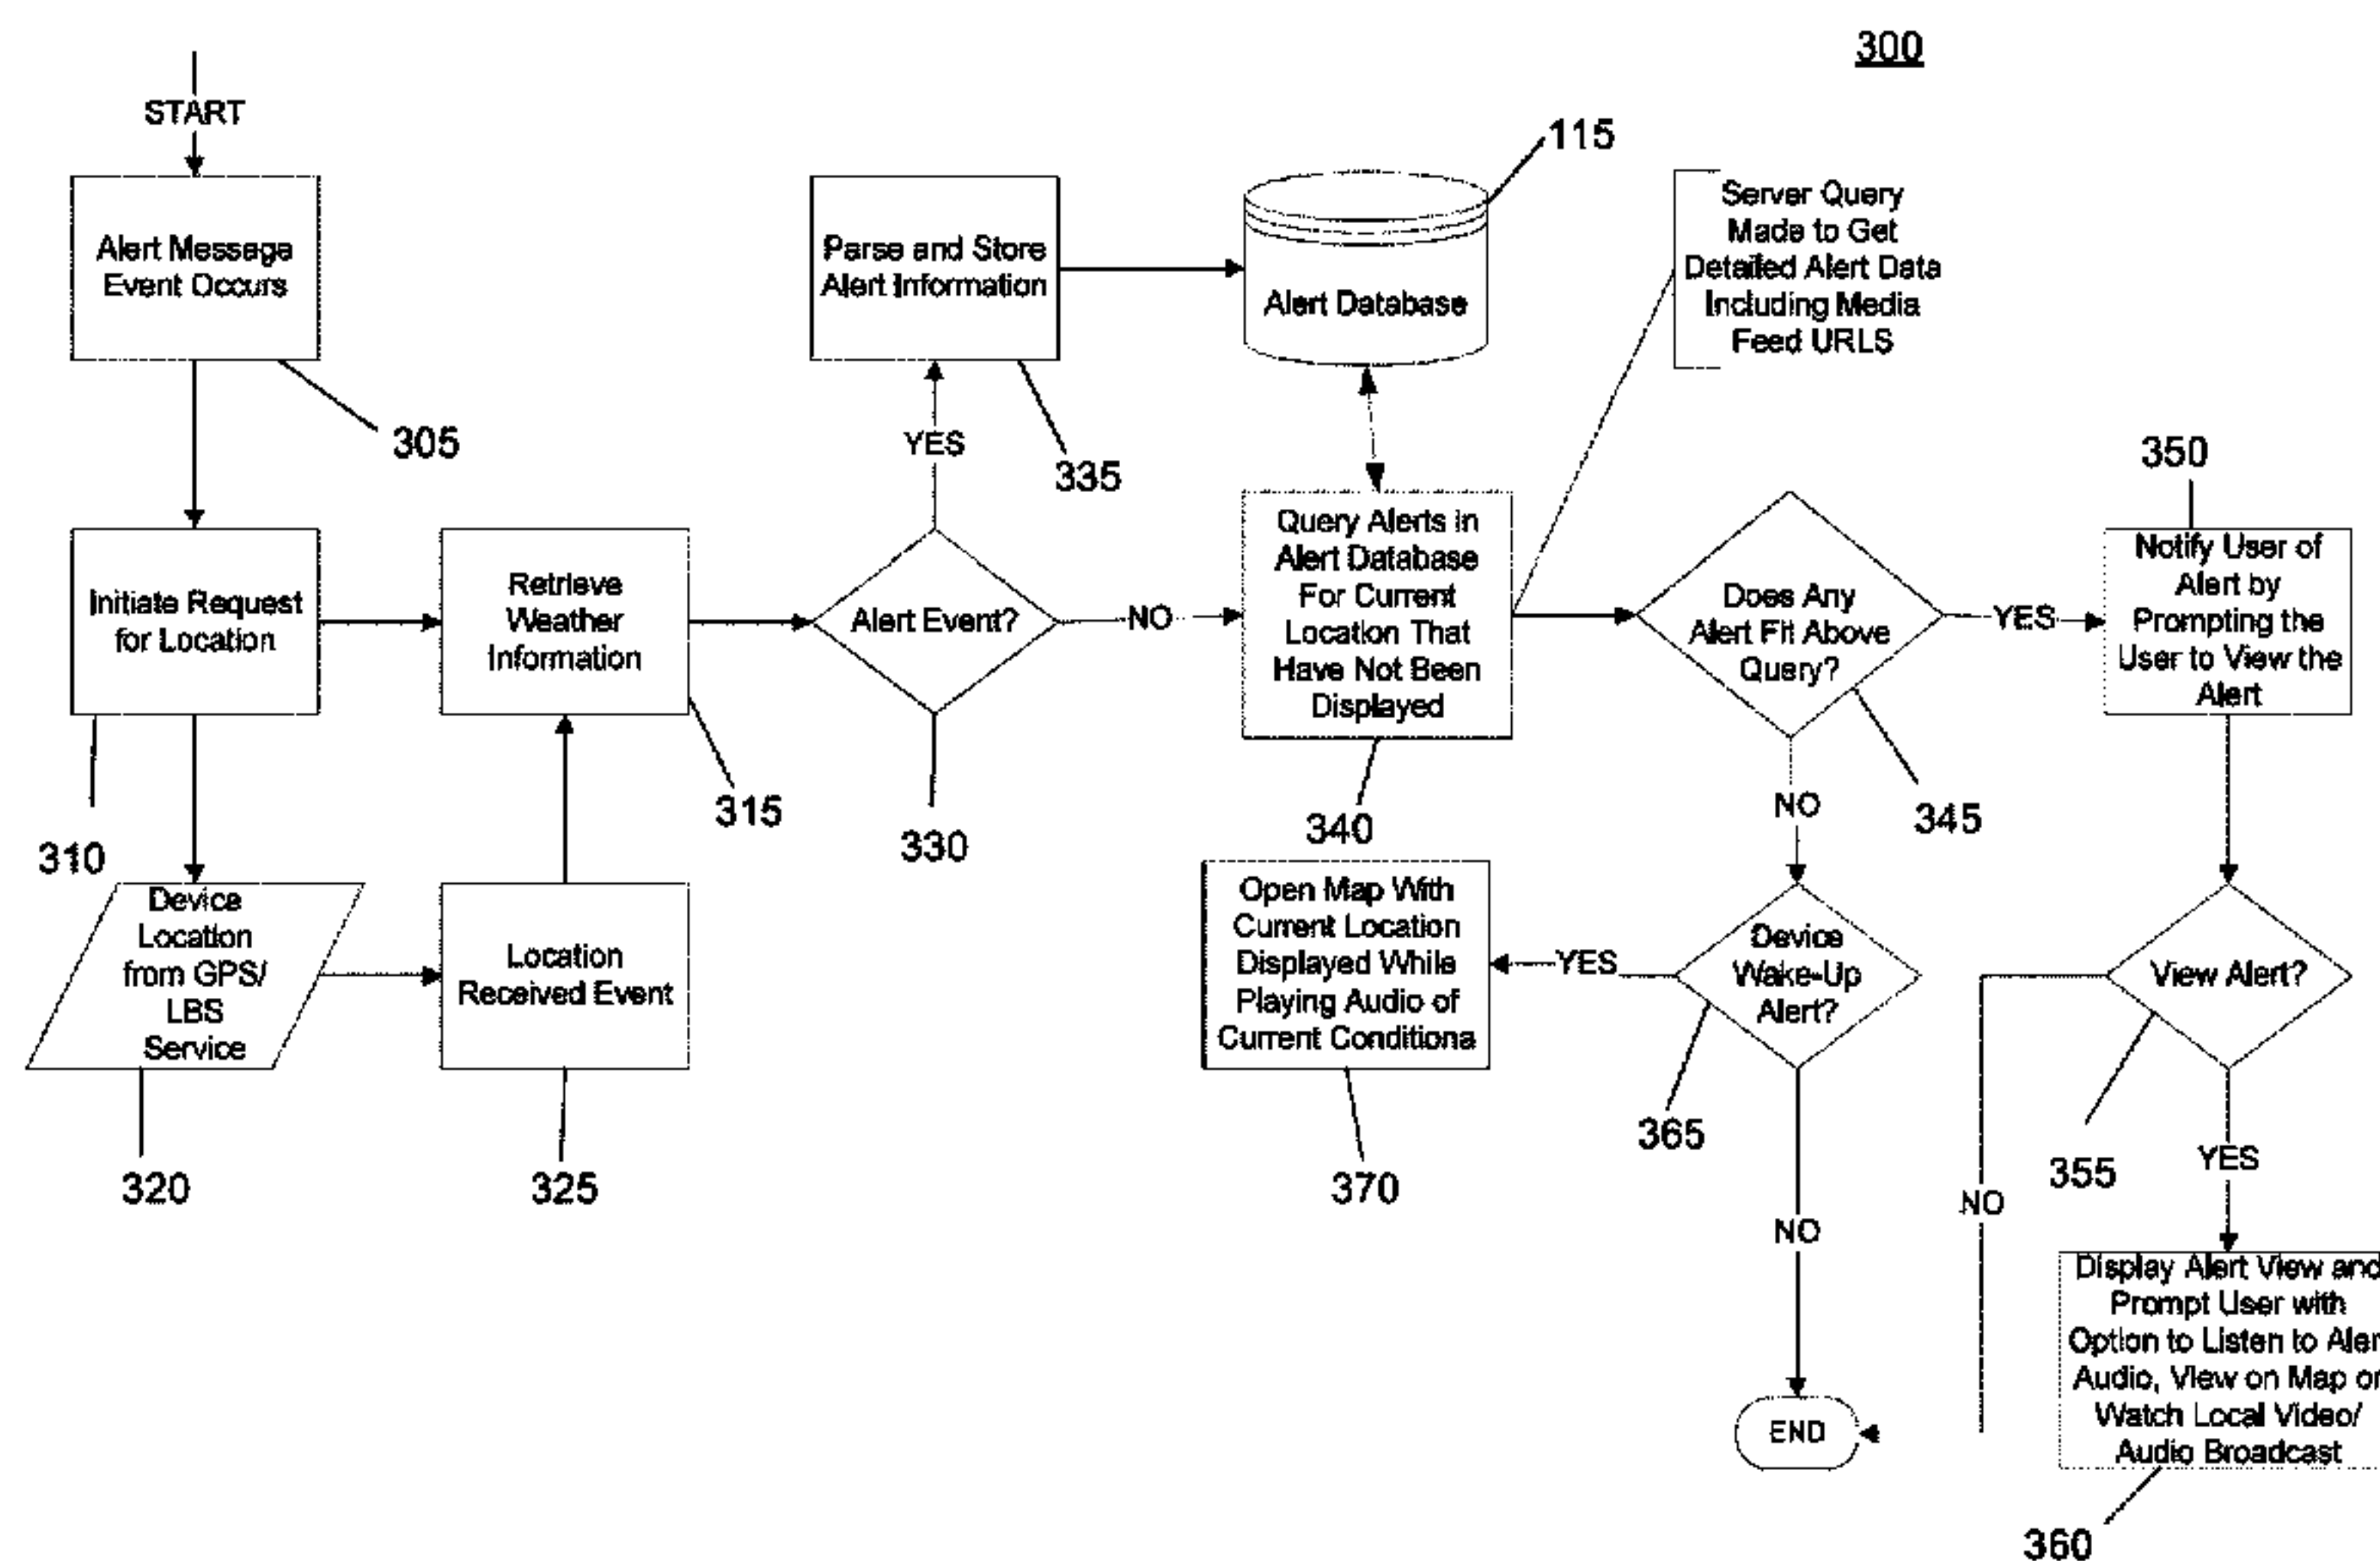 300
START
Alert Message
Event Occurs
305
Initiate Request
for Location
310
Device
Location
from GPS/
LBS
Service
320
Location
Received Event
325
Retrieve
Weather
Information
315
Alert Event?
330
YES
NO
Parse and Store
Alert Information
335
Alert Database
115
Server Query
Made to Get
Detailed Alert Data
Including Media
Feed URLS
Query Alerts in
Alert Database
For Current
Location That
Have Not Been
Displayed
340
Does Any
Alert Fit Above
Query?
345
YES
NO
350
Notify User of
Alert by
Prompting the
User to View the
Alert
Device
Wake-Up
Alert?
365
YES
NO
Open Map With
Current Location
Displayed While
Playing Audio of
Current Conditiona
370
View Alert?
355
YES
NO
END
Display Alert View and
Prompt User with
Option to Listen to Aler
Audio, View on Map or
Watch Local Video/
Audio Broadcast
360